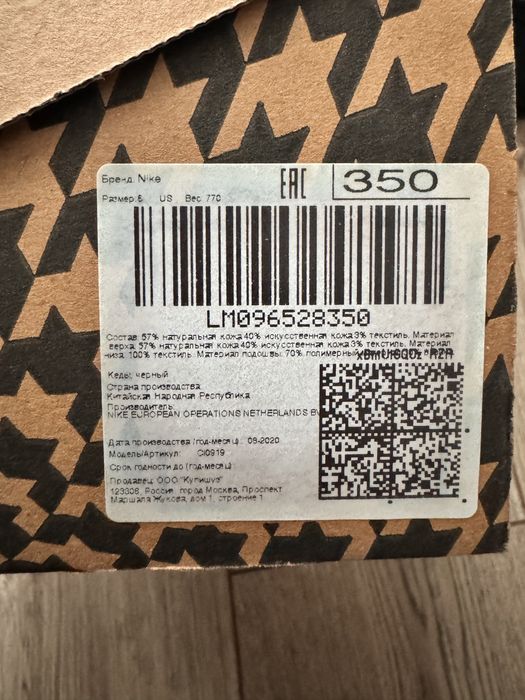 Бренд: Nike
EAC
350
Размер:6 US Вес: 770
LM096528350
Состав: 57% натуральная кожа 40% искусственная кожа 3% текстиль. Материал
верха: 57% натуральная кожа 40% искусственная кожа 3% текстиль. Материал
низа: 100% текстиль. Материал подошвы: 70% полимерный
Кеды: черный
Страна производства:
Китайская Народная Республика
Производитель:
NIKE EUROPEAN OPERATIONS NETHERLANDS BV
Дата производства (год-месяц): 08-2020
Модель/Артикул: CI0919
Срок годности до (год-месяц):
Продавец: ООО "Купишуз"
123308, Россия, город Москва, Проспект
Маршала Жукова, дом 1, строение 1